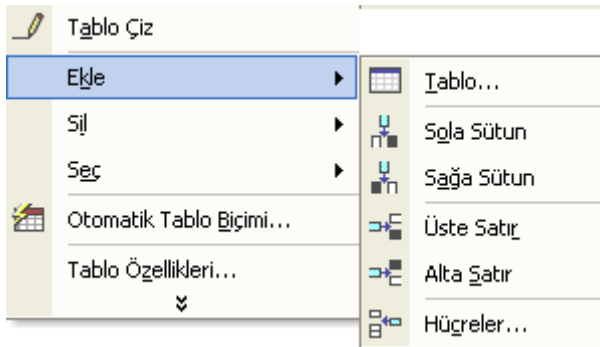 Tablo Çiz
Ekle
Sil
Seç
Otomatik Tablo Biçimi...
Tablo Özellikleri...
Tablo...
Sola Sütun
Sağa Sütun
Üste Satır
Alta Satır
Hücreler...